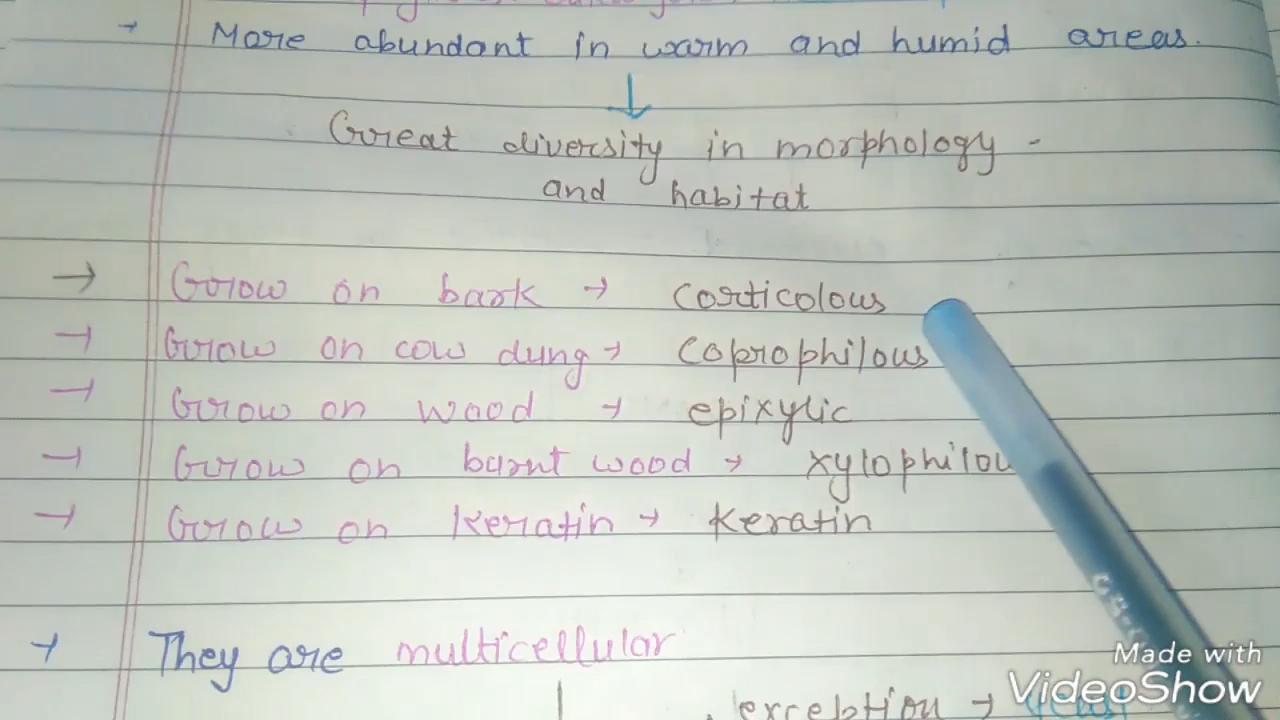 → More abundant in warm and humid areas.
↓
Great diversity in morphology -
and habitat
→ Grow on bark → corticolous
→ Grow on cow dung → coprophilous
→ Grow on wood → epixylic
→ Grow on burnt wood → xylophilou
→ Grow on keratin → keratin
→ They are multicellular
exception →
Made with
VideoShow